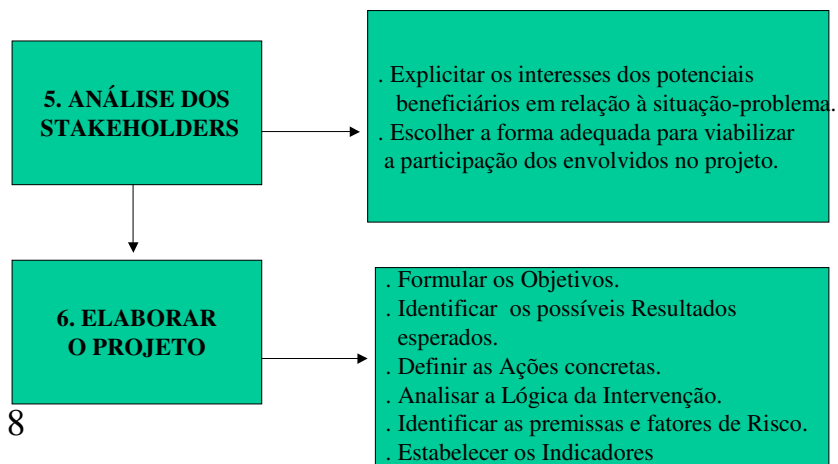 5. ANÁLISE DOS
STAKEHOLDERS
. Explicitar os interesses dos potenciais
beneficiários em relação à situação-problema.
. Escolher a forma adequada para viabilizar
a participação dos envolvidos no projeto.
6. ELABORAR
O PROJETO
. Formular os Objetivos.
. Identificar os possíveis Resultados
esperados.
. Definir as Ações concretas.
. Analisar a Lógica da Intervenção.
. Identificar as premissas e fatores de Risco.
. Estabelecer os Indicadores
8